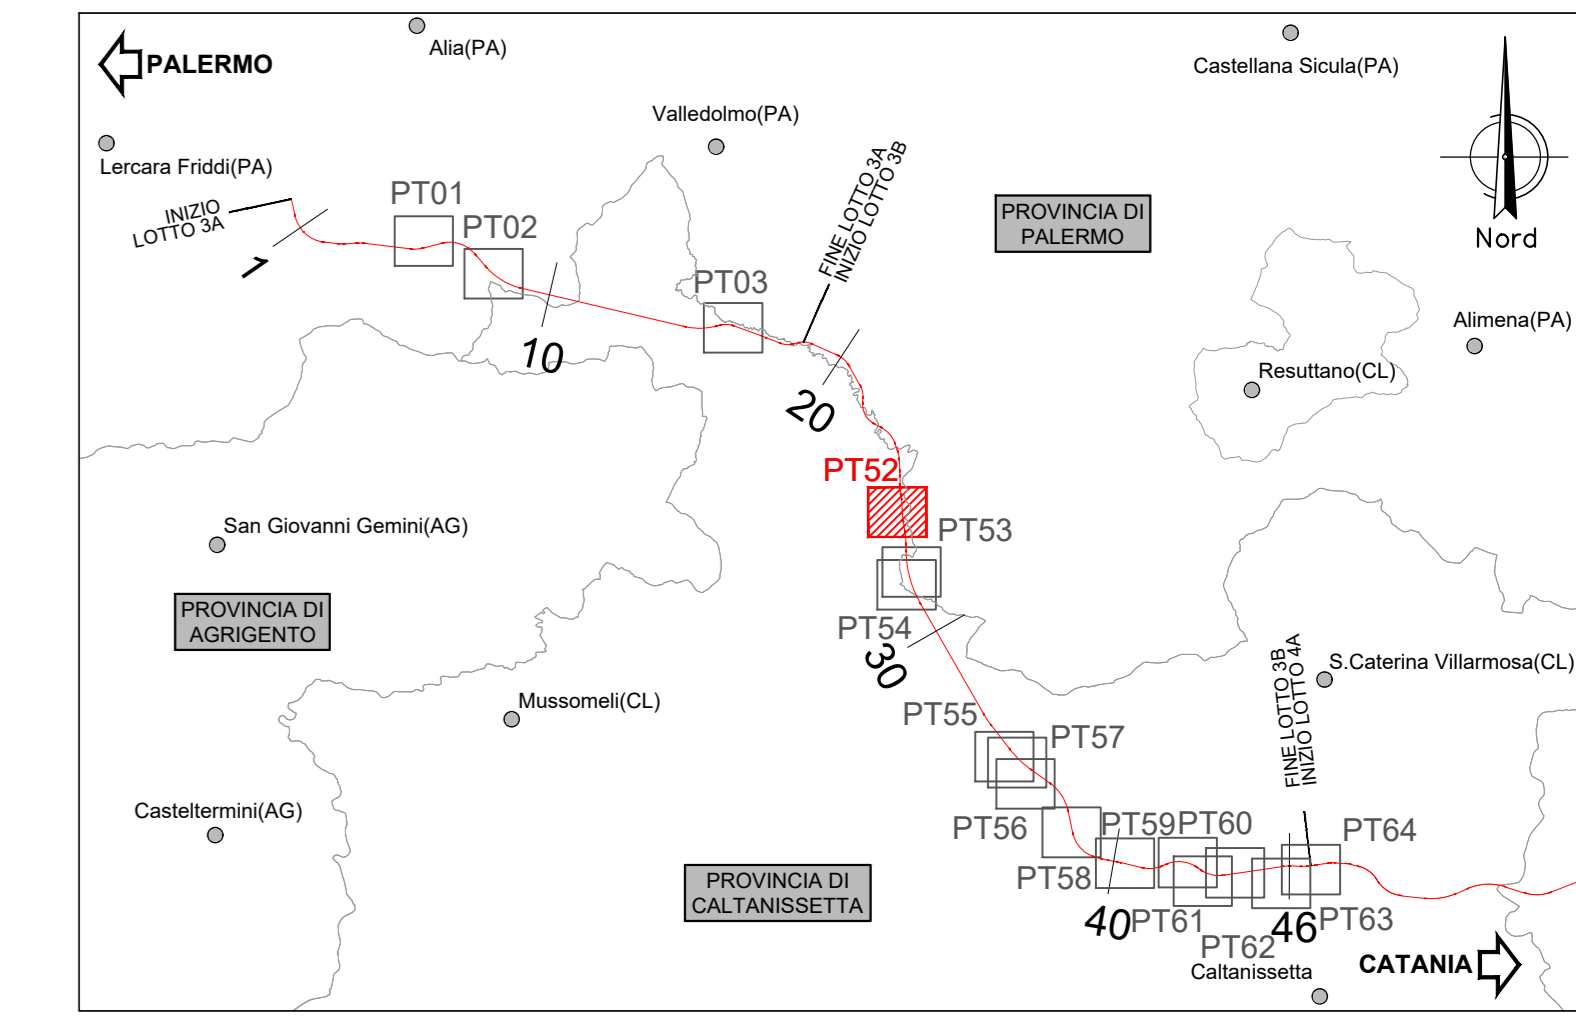 Alia(PA)
Castellana Sicula(PA)
PALERMO
Valledolmo(PA)
Lercara Friddi(PA)
FINE LOTTO 3A
INIZIO LOTTO 3B
PT01
PT02
INIZIO
LOTTO 3A
1
PROVINCIA DI
PALERMO
Nord
PT03
10
Alimena(PA)
Resuttano(CL)
20
PT52
San Giovanni Gemini(AG)
PT53
PROVINCIA DI
AGRIGENTO
PT54
30
S.Caterina Villarmosa(CL)
FINE LOTTO 3B
INIZIO LOTTO 4A
Mussomeli(CL)
PT55
PT57
Casteltermini(AG)
PT56
PT59
PT60
PT64
PROVINCIA DI
CALTANISSETTA
PT58
40
PT61
46
PT63
PT62
Caltanissetta
CATANIA